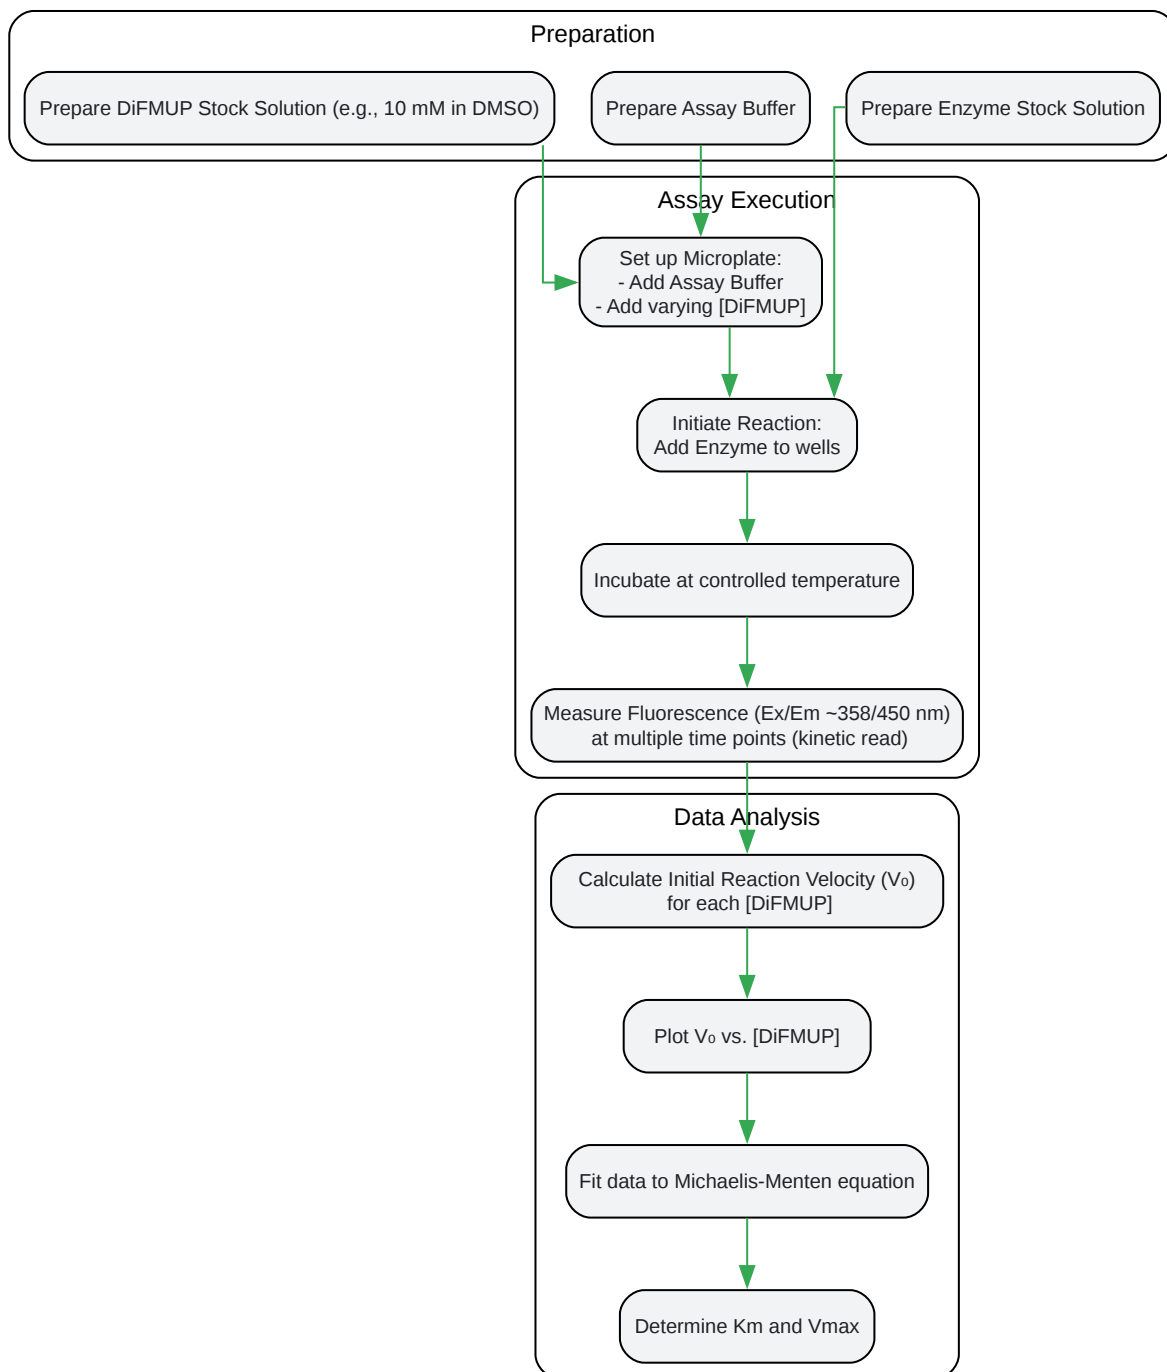 Preparation
Prepare DiFMUP Stock Solution (e.g., 10 mM in DMSO)
Prepare Assay Buffer
Prepare Enzyme Stock Solution
Assay Execution
Set up Microplate:
- Add Assay Buffer
- Add varying [DiFMUP]
Initiate Reaction:
Add Enzyme to wells
Incubate at controlled temperature
Measure Fluorescence (Ex/Em ~358/450 nm)
at multiple time points (kinetic read)
Data Analysis
Calculate Initial Reaction Velocity (V₀)
for each [DiFMUP]
Plot V₀ vs. [DiFMUP]
Fit data to Michaelis-Menten equation
Determine Km and Vmax